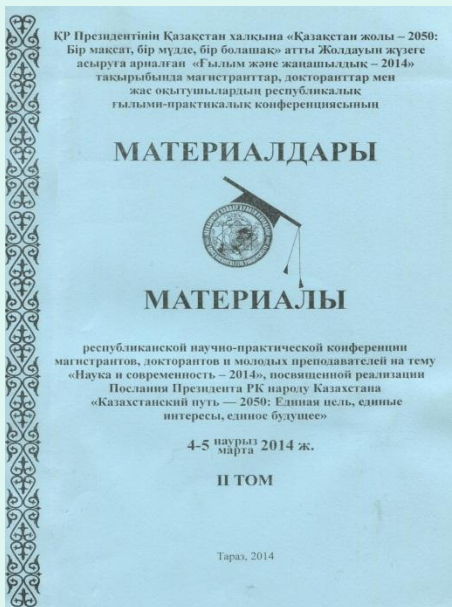 ҚР Президентінің Қазақстан халқына «Қазақстан жолы – 2050:
Бір мақсат, бір мүдде, бір болашақ» атты Жолдауын жүзеге
асыруға арналған «Ғылым және жаңашылдық – 2014»
тақырыбында магистранттар, докторанттар мен
жас оқытушылардың республикалық
ғылыми-практикалық конференциясының
МАТЕРИАЛДАРЫ
МАТЕРИАЛЫ
республиканской научно-практической конференции
магистрантов, докторантов и молодых преподавателей на тему
«Наука и современность – 2014», посвященной реализации
Послания Президента РК народу Казахстана
«Казахстанский путь — 2050: Единая цель, единые
интересы, единое будущее»
4-5 наурыз марта 2014 ж.
II ТОМ
Тараз, 2014